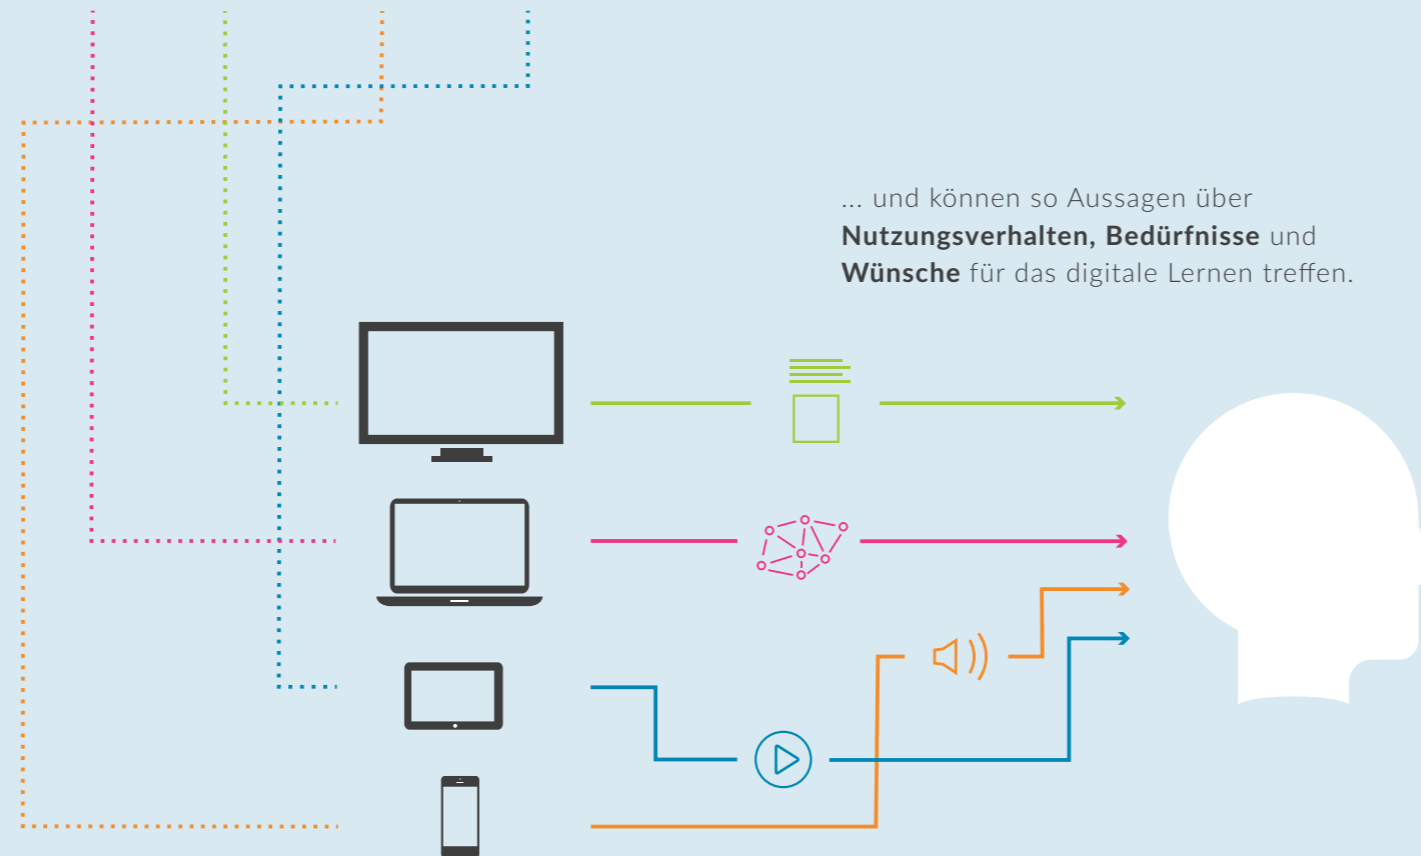 ... und können so Aussagen über
Nutzungsverhalten, Bedürfnisse und
Wünsche für das digitale Lernen treffen.